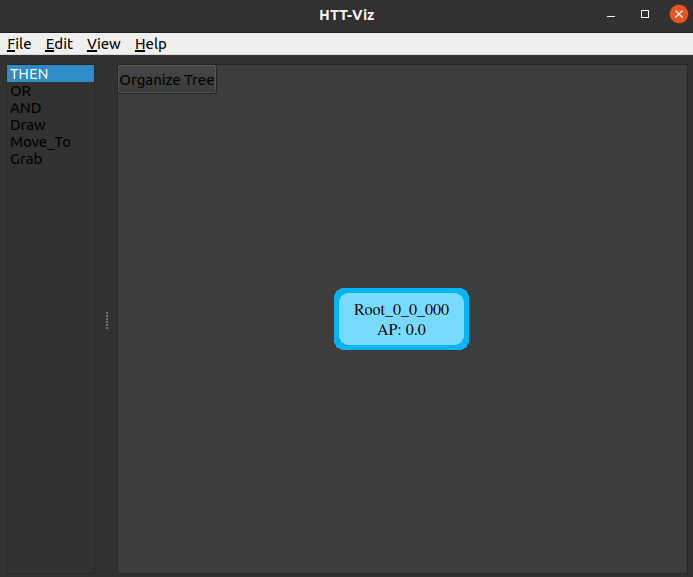 HTT-Viz
File Edit View Help
THEN
OR
AND
Draw
Move_To
Grab
Organize Tree
Root_0_0_000
AP: 0.0